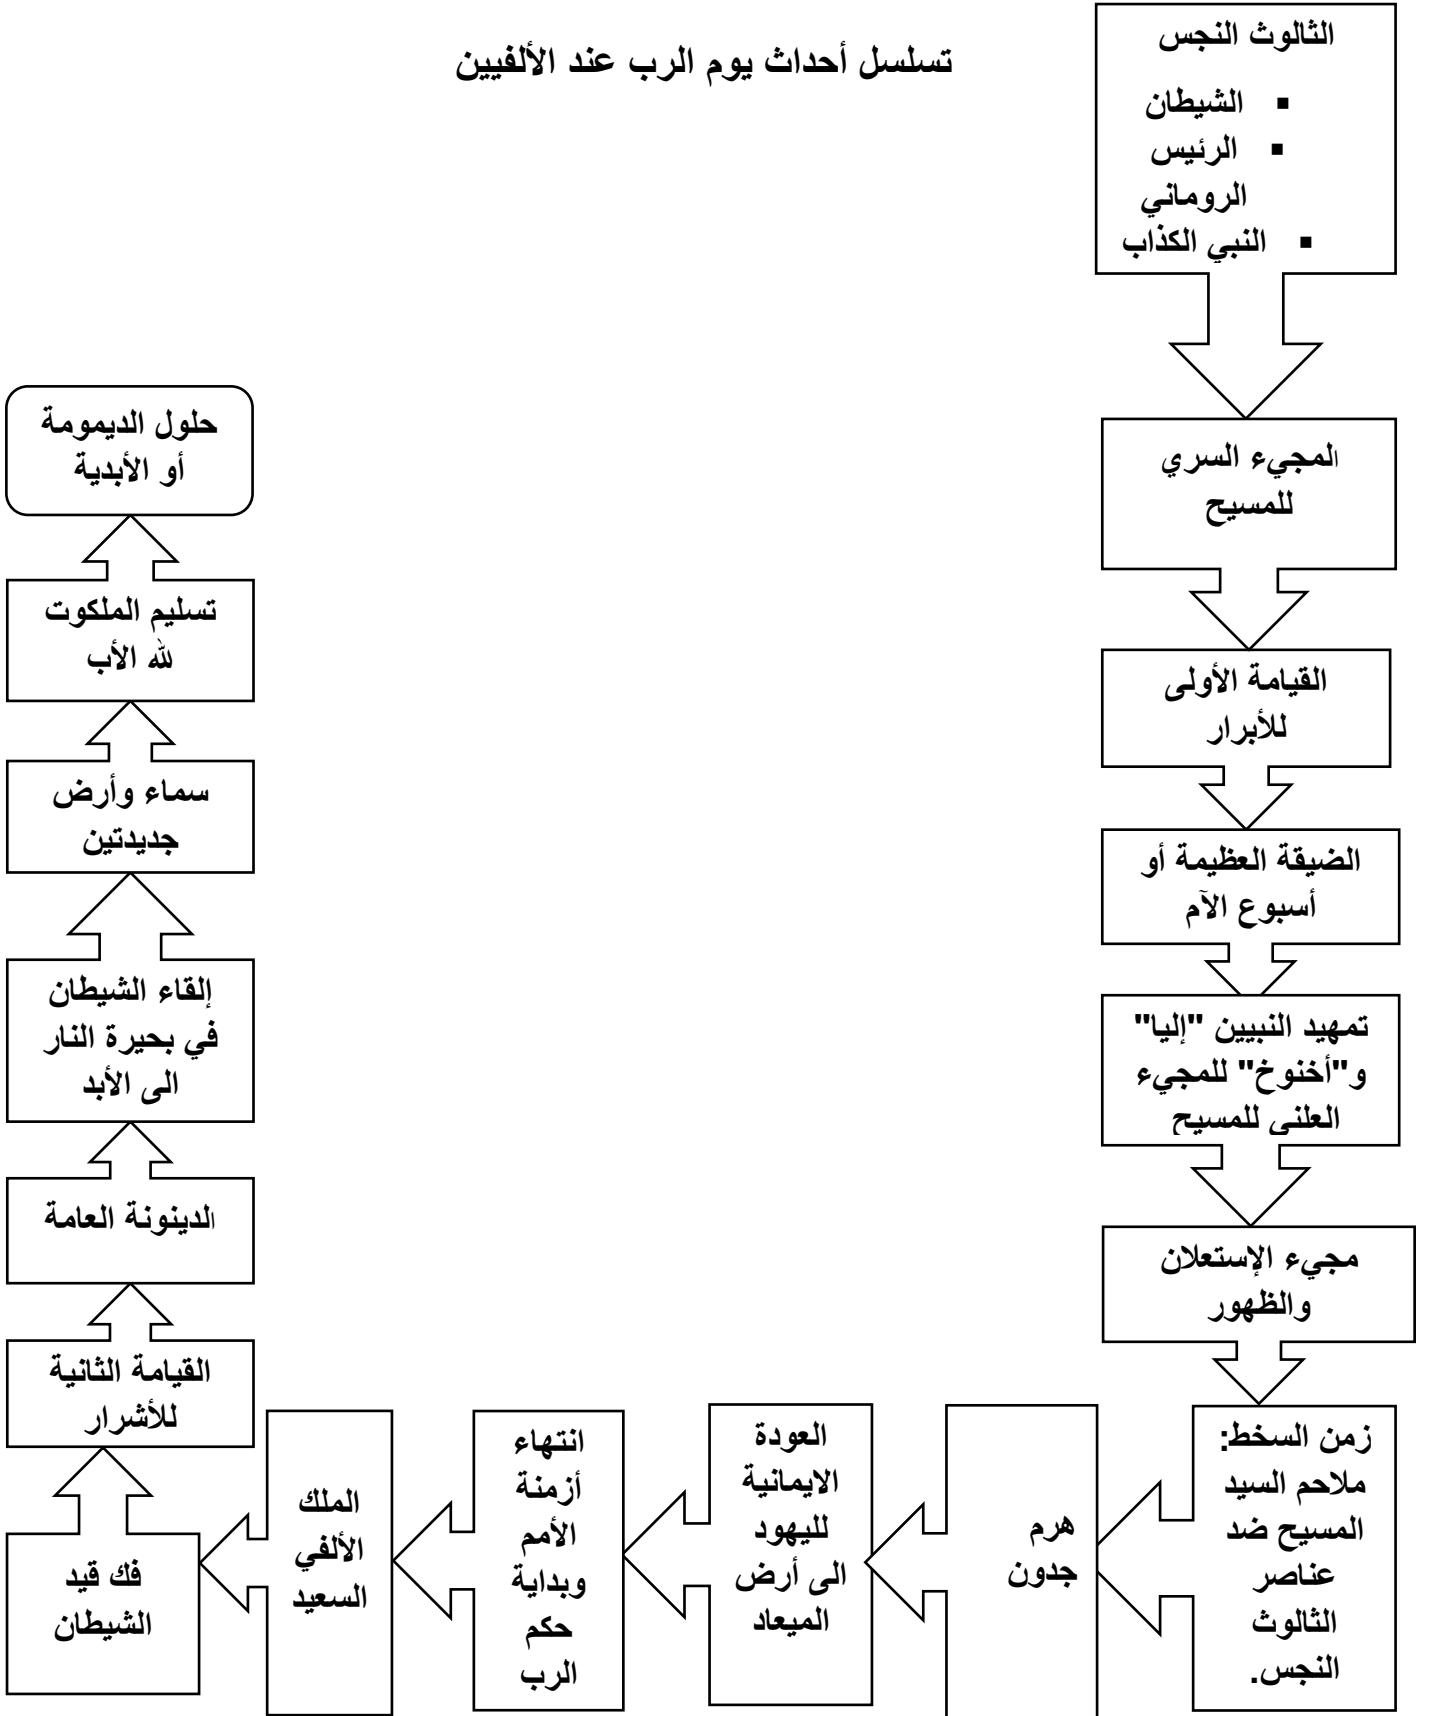 تسلسل أحداث يوم الرب عند الألفيين
الثالوث النجس
▪ الشيطان
▪ الرئيس
الروماني
▪ النبي الكذاب
المجيء السري
للمسيح
القيامة الأولى
للأبرار
الضيقة العظيمة أو
أسبوع الآم
تمهيد النبيين "إليا"
و"أخنوخ" للمجيء
العلني للمسيح
مجيء الإستعلان
والظهور
زمن السخط:
ملاحم السيد
المسيح ضد
عناصر
الثالوث
النجس.
هرم
جدون
العودة
الايمانية
لليهود
الى أرض
الميعاد
انتهاء
أزمنة
الأمم
وبداية
حكم
الرب
الملك
الألفي
السعيد
فك قيد
الشيطان
القيامة الثانية
للأشرار
الدينونة العامة
إلقاء الشيطان
في بحيرة النار
الى الأبد
سماء وأرض
جديدتين
تسليم الملكوت
لله الأب
حلول الديمومة
أو الأبدية